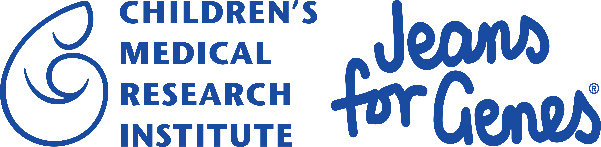 CHILDREN'S
MEDICAL
RESEARCH
INSTITUTE
Jeans
for Genes®